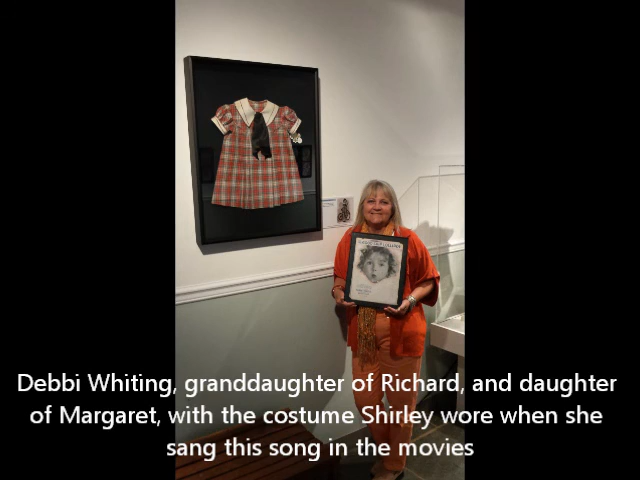 Debbi Whiting, granddaughter of Richard, and daughter
of Margaret, with the costume Shirley wore when she
sang this song in the movies